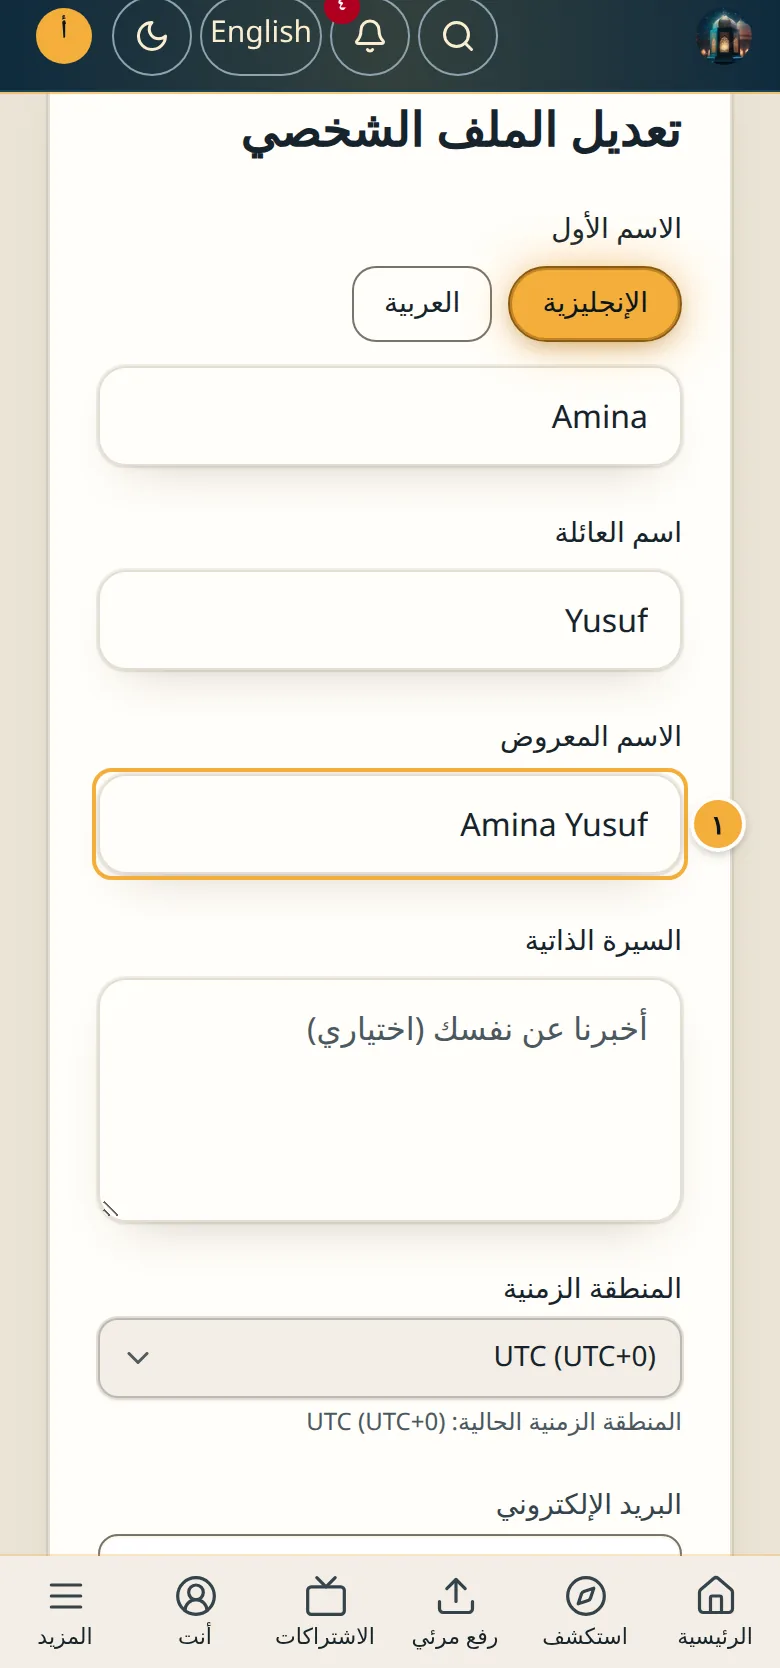 ٤
English
أ
تعديل الملف الشخصي
الاسم الأول
الإنجليزية
العربية
Amina
اسم العائلة
Yusuf
الاسم المعروض
Amina Yusuf
١
السيرة الذاتية
أخبرنا عن نفسك (اختياري)
المنطقة الزمنية
UTC (UTC+0)
المنطقة الزمنية الحالية: UTC (UTC+0)
البريد الإلكتروني
الرئيسية
استكشف
رفع مرئي
الاشتراكات
أنت
المزيد